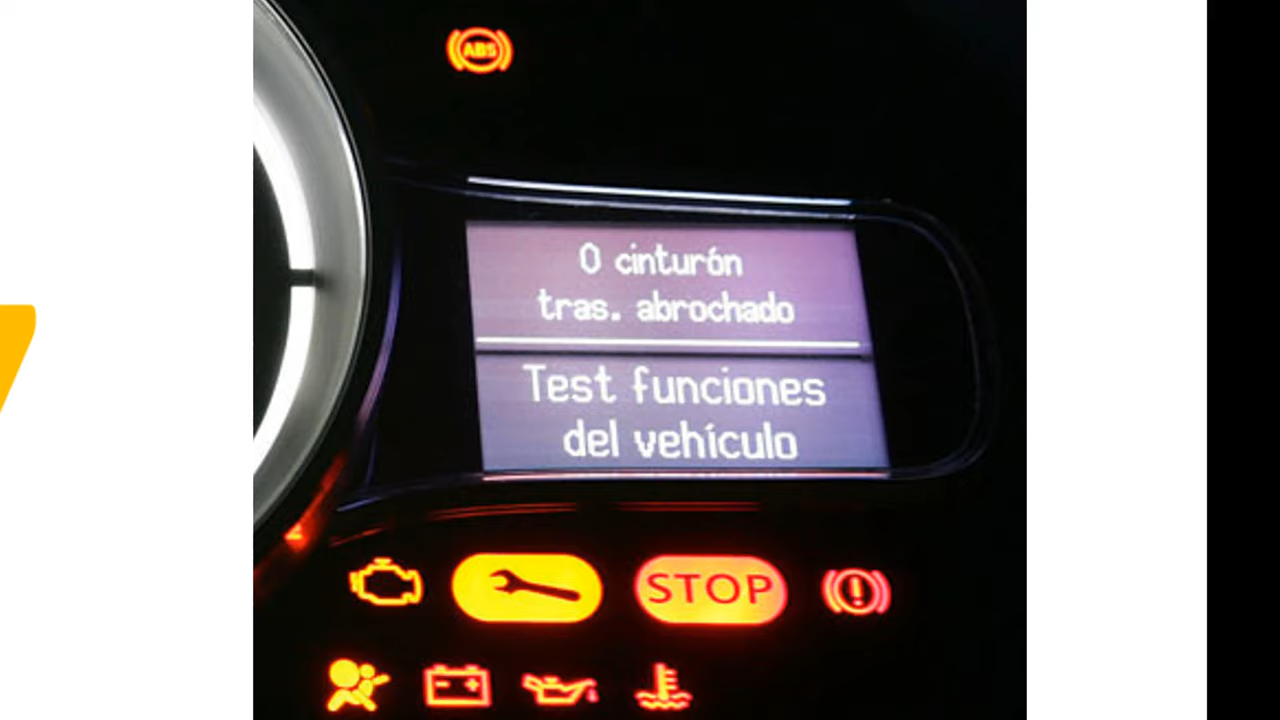 ABS
0 cinturón
tras. abrochado
Test funciones
del vehículo
STOP